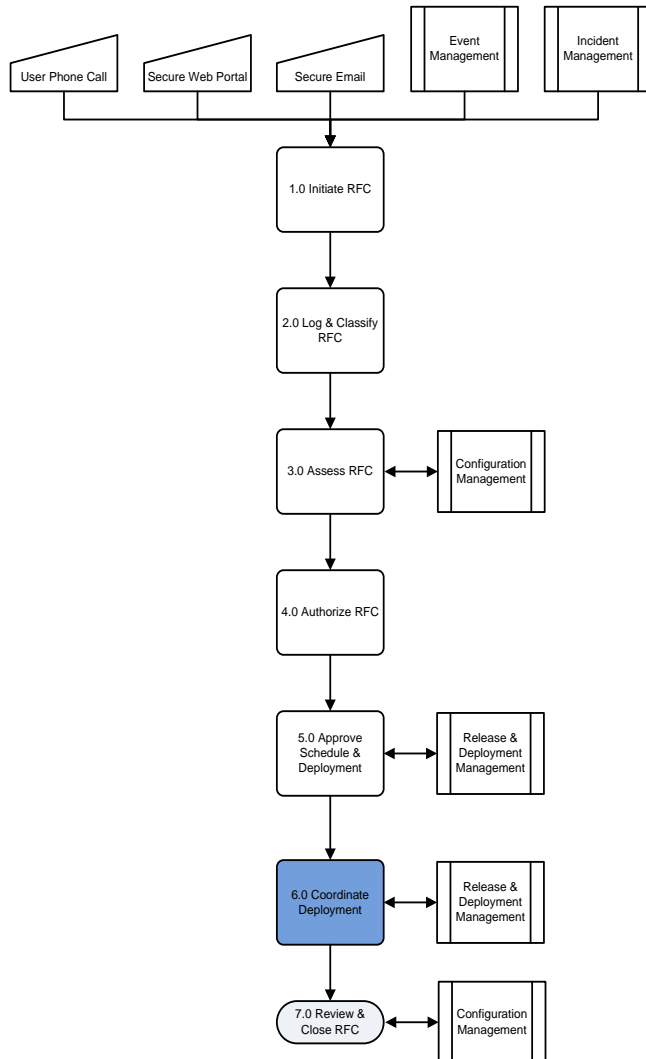 User Phone Call
Secure Web Portal
Secure Email
Event
Management
Incident
Management
1.0 Initiate RFC
2.0 Log & Classify
RFC
3.0 Assess RFC
Configuration
Management
4.0 Authorize RFC
5.0 Approve
Schedule &
Deployment
Release &
Deployment
Management
6.0 Coordinate
Deployment
Release &
Deployment
Management
7.0 Review &
Close RFC
Configuration
Management